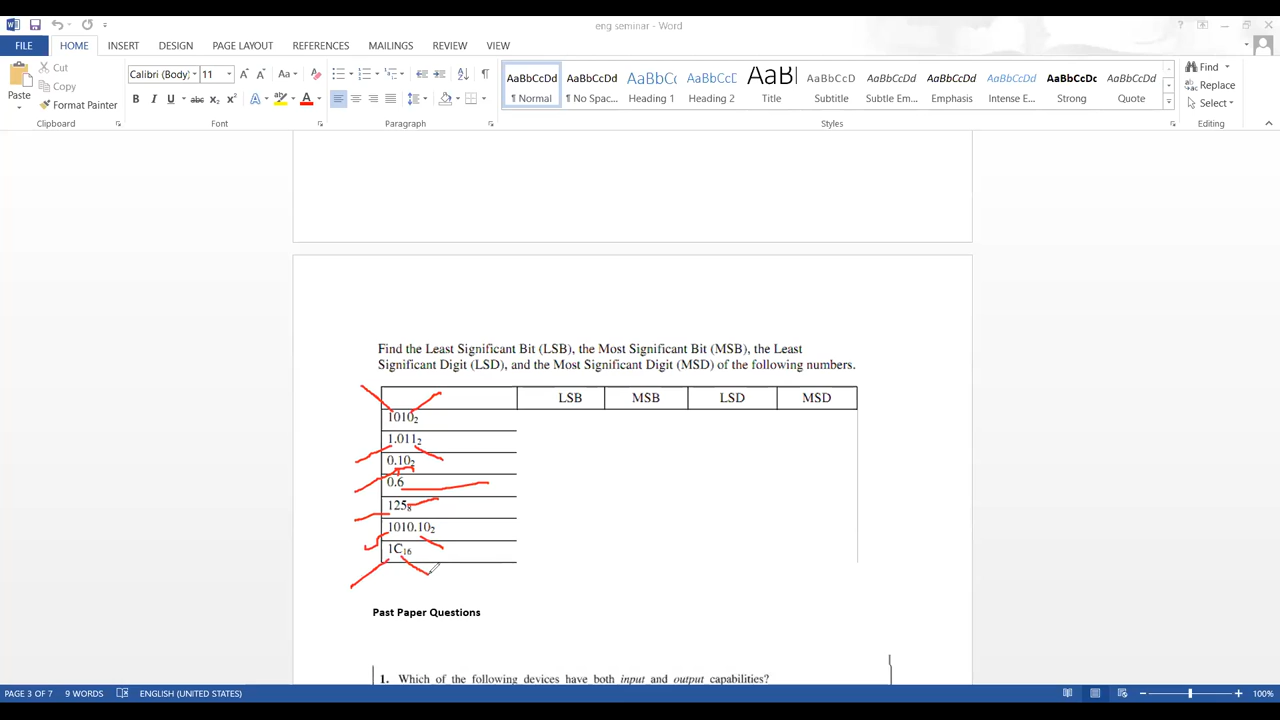 eng seminar - Word
FILE HOME INSERT DESIGN PAGE LAYOUT REFERENCES MAILINGS REVIEW VIEW
Paste
Cut
Copy
Format Painter
Clipboard
Calibri (Body) 11
Font
Paragraph
AaBbCcDd AaBbCcDd AaBbCc AaBbCcD AaBl AaBbCcD AaBbCcDd AaBbCcDd AaBbCcDd AaBbCcDc AaBbCcDd
¶ Normal ¶ No Spac... Heading 1 Heading 2 Title Subtitle Subtle Em... Emphasis Intense E... Strong Quote
Styles
Find
Replace
Select
Editing
Find the Least Significant Bit (LSB), the Most Significant Bit (MSB), the Least
Significant Digit (LSD), and the Most Significant Digit (MSD) of the following numbers.
LSB MSB LSD MSD
1010₂
1.011₂
0.10₂
0.6
125₈
1010.10₂
1C₁₆
Past Paper Questions
1. Which of the following devices have both input and output capabilities?
PAGE 3 OF 7 9 WORDS ENGLISH (UNITED STATES) 100%